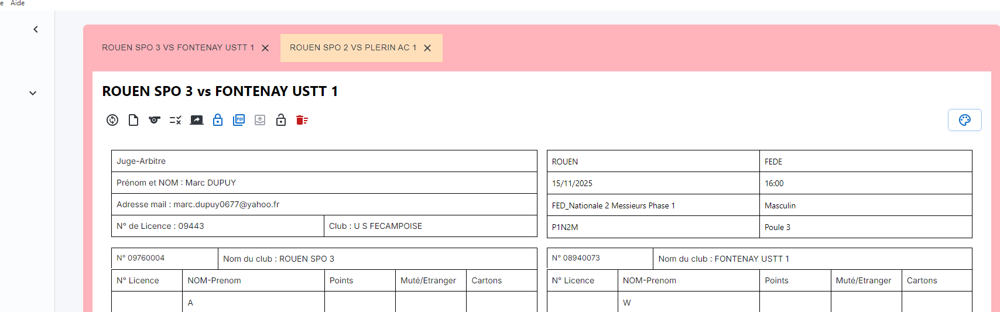 e Aide
ROUEN SPO 3 VS FONTENAY USTT 1
ROUEN SPO 2 VS PLERIN AC 1
ROUEN SPO 3 vs FONTENAY USTT 1
PDF
Juge-Arbitre
Prénom et NOM : Marc DUPUY
Adresse mail : marc.dupuy0677@yahoo.fr
N° de Licence : 09443 Club : U S FECAMPOISE
ROUEN FEDE
15/11/2025 16:00
FED_Nationale 2 Messieurs Phase 1 Masculin
P1N2M Poule 3
N° 09760004 Nom du club : ROUEN SPO 3
N° Licence NOM-Prenom Points Muté/Etranger Cartons
A
N° 08940073 Nom du club : FONTENAY USTT 1
N° Licence NOM-Prenom Points Muté/Etranger Cartons
W